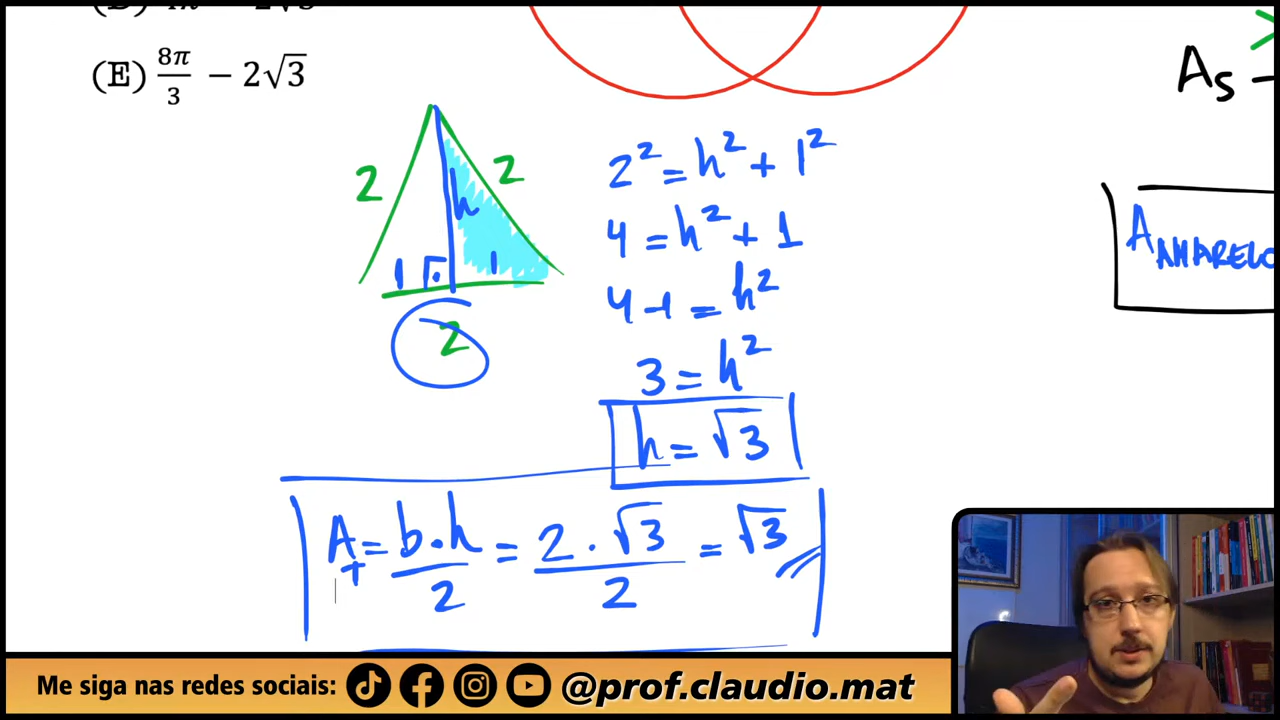 (E) 8π/3 − 2√3
A_S -
2
2
h
1
1
2
2² = h² + 1²
4 = h² + 1
4 - 1 = h²
3 = h²
h = √3
A_AMARELO
A_T = b·h/2 = 2·√3/2 = √3
Me siga nas redes sociais: @prof.claudio.mat